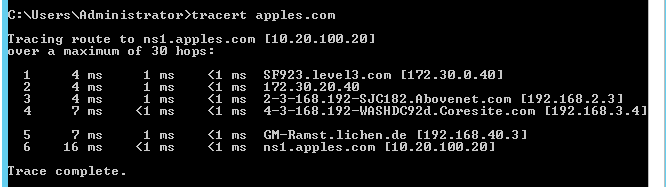 C:\Users\Administrator>tracert apples.com
Tracing route to ns1.apples.com [10.20.100.20]
over a maximum of 30 hops:
1 4 ms 1 ms <1 ms SF923.level3.com [172.30.0.40]
2 4 ms 1 ms <1 ms 172.30.20.40
3 4 ms 1 ms <1 ms 2-3-168.192-SJC182.Abovenet.com [192.168.2.3]
4 7 ms <1 ms <1 ms 4-3-168.192-WASHDC92d.Coresite.com [192.168.3.4]
5 7 ms 1 ms <1 ms GM-Ramst.lichen.de [192.168.40.3]
6 16 ms <1 ms <1 ms ns1.apples.com [10.20.100.20]
Trace complete.